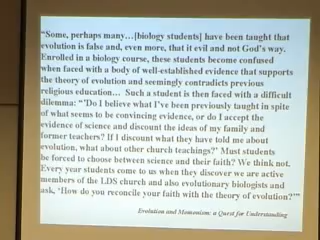 "Some, perhaps many…[biology students] have been taught that
evolution is false and, even more, that it evil and not God's way.
Enrolled in a biology course, these students become confused
when faced with a body of well-established evidence that supports
the theory of evolution and seemingly contradicts previous
religious education… Such a student is then faced with a difficult
dilemma: "'Do I believe what I've been previously taught in spite
of what seems to be convincing evidence, or do I accept the
evidence of science and discount the ideas of my family and
former teachers? If I discount what they have told me about
evolution, what about other church teachings?' Must students
be forced to choose between science and their faith? We think not.
Every year students come to us when they discover we are active
members of the LDS church and also evolutionary biologists and
ask, 'How do you reconcile your faith with the theory of evolution?'"
Evolution and Mormonism: a Quest for Understanding